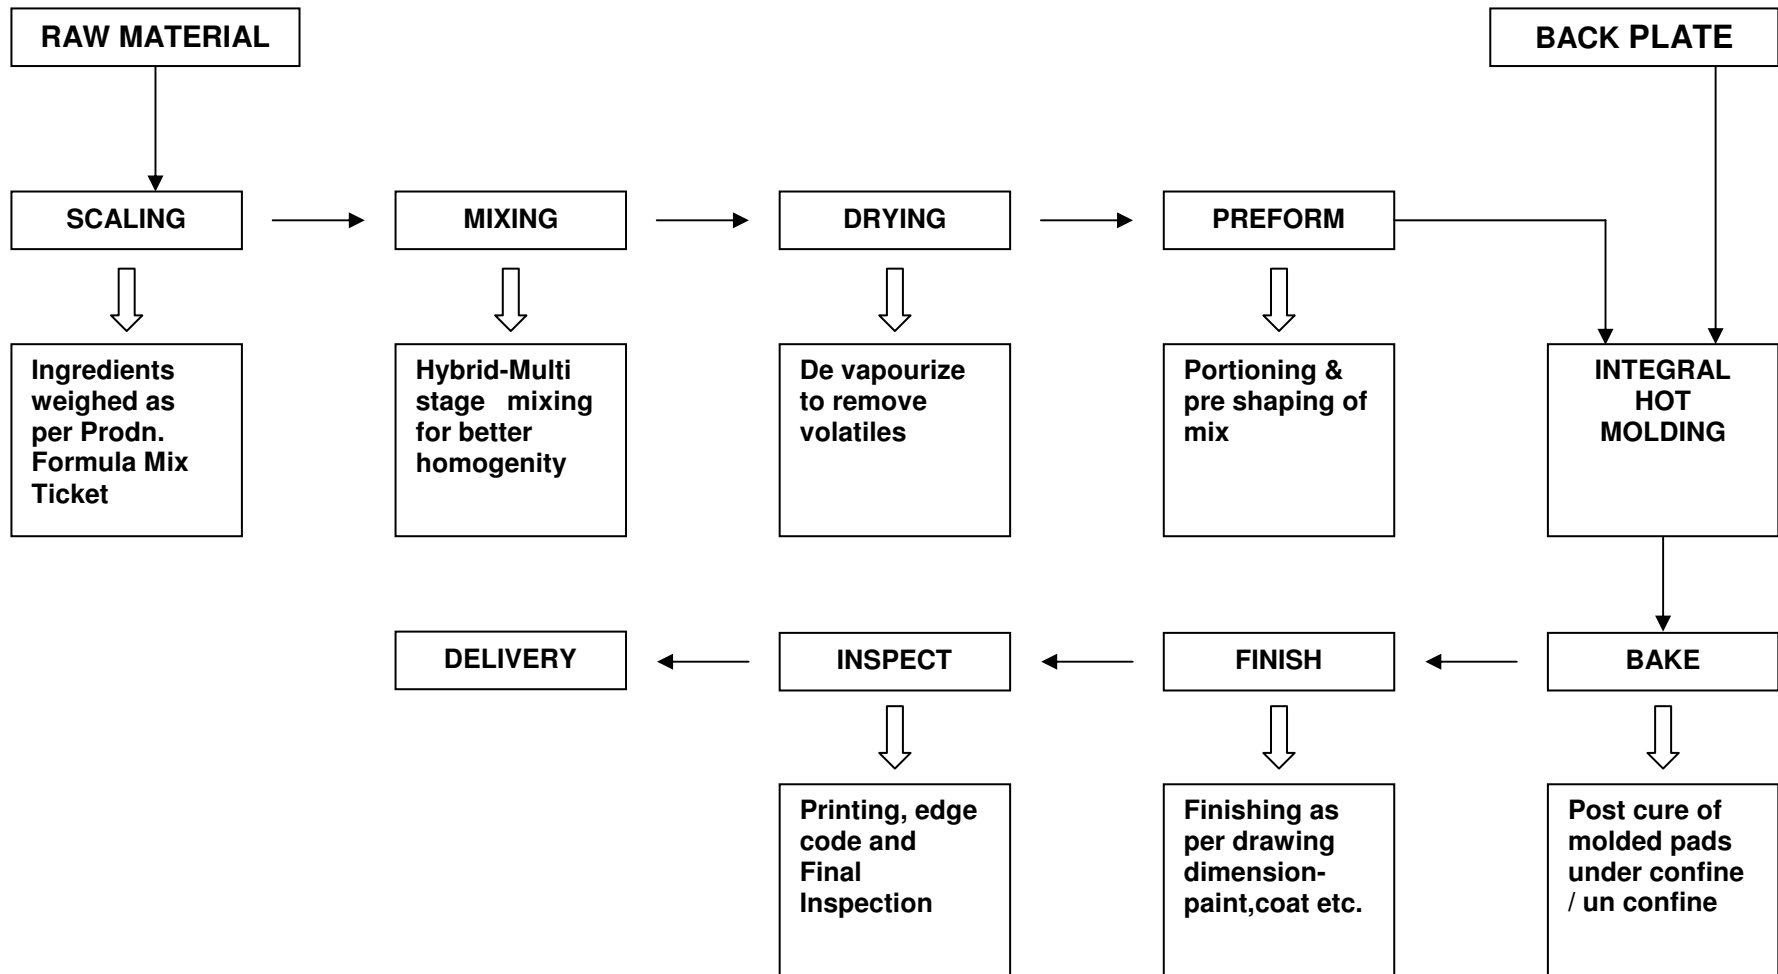 RAW MATERIAL
BACK PLATE
SCALING
MIXING
DRYING
PREFORM
Ingredients
weighed as
per Prodn.
Formula Mix
Ticket
Hybrid-Multi
stage mixing
for better
homogenity
De vapourize
to remove
volatiles
Portioning &
pre shaping of
mix
INTEGRAL
HOT
MOLDING
DELIVERY
INSPECT
FINISH
BAKE
Printing, edge
code and
Final
Inspection
Finishing as
per drawing
dimension-
paint,coat etc.
Post cure of
molded pads
under confine
/ un confine